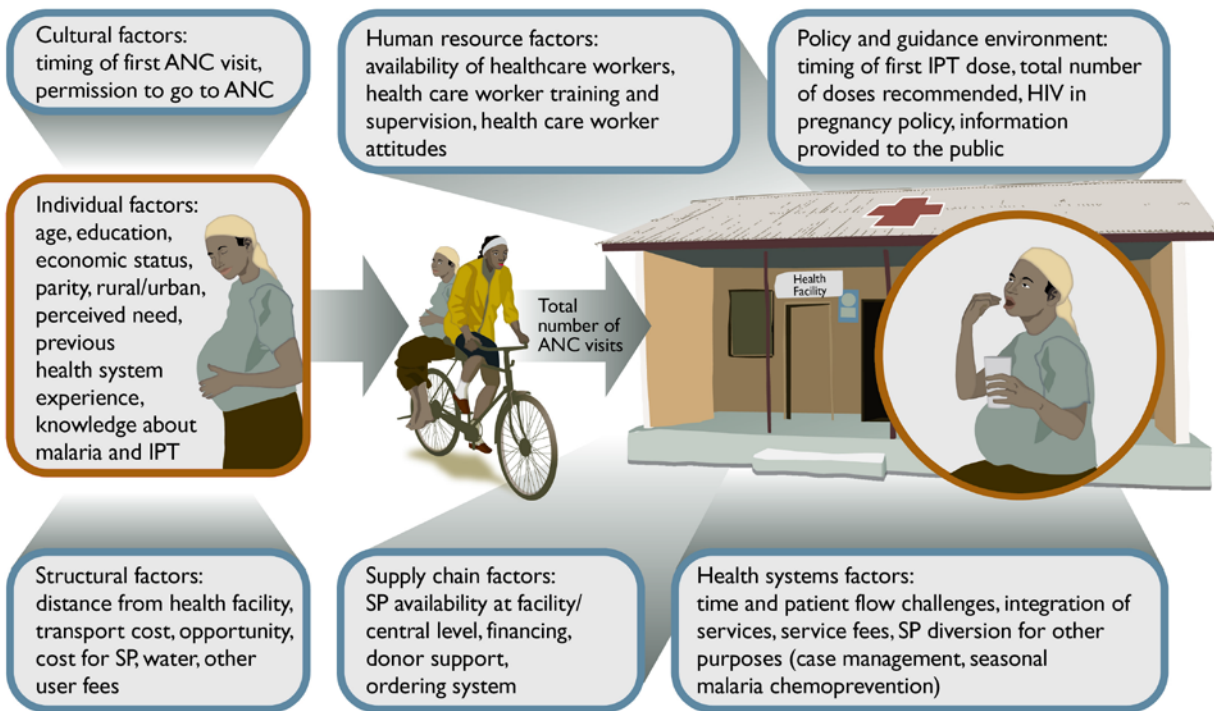 Cultural factors:
timing of first ANC visit,
permission to go to ANC
Human resource factors:
availability of healthcare workers,
health care worker training and
supervision, health care worker
attitudes
Policy and guidance environment:
timing of first IPT dose, total number
of doses recommended, HIV in
pregnancy policy, information
provided to the public
Individual factors:
age, education,
economic status,
parity, rural/urban,
perceived need,
previous
health system
experience,
knowledge about
malaria and IPT
Total
number of
ANC visits
Health
Facility
Structural factors:
distance from health facility,
transport cost, opportunity,
cost for SP, water, other
user fees
Supply chain factors:
SP availability at facility/
central level, financing,
donor support,
ordering system
Health systems factors:
time and patient flow challenges, integration of
services, service fees, SP diversion for other
purposes (case management, seasonal
malaria chemoprevention)